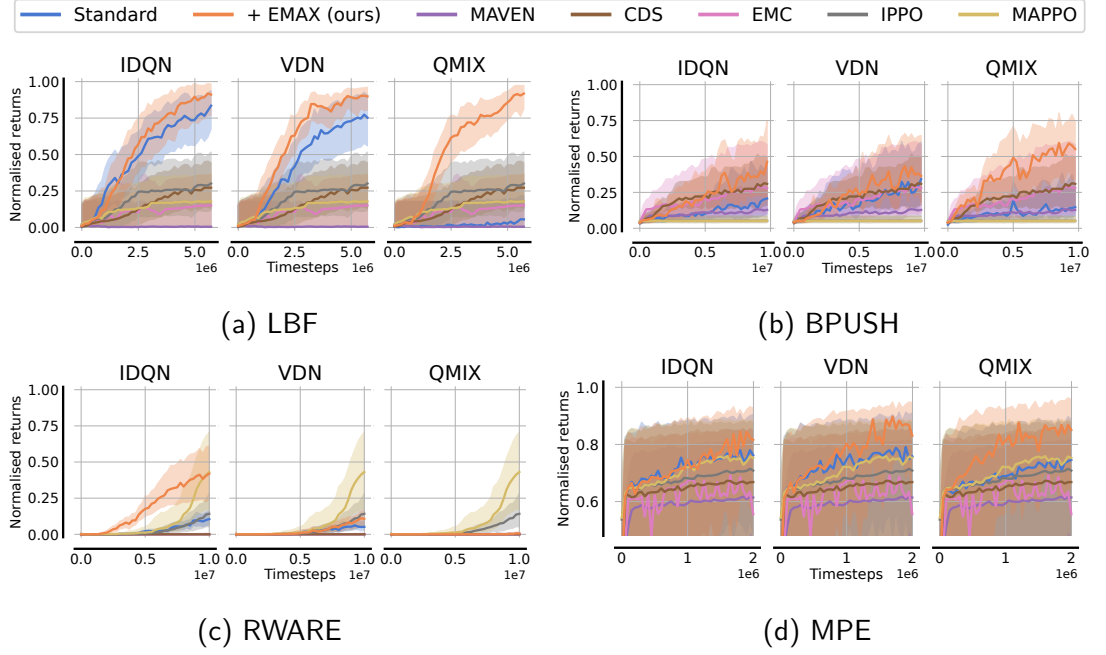 Standard + EMAX (ours) MAVEN CDS EMC IPPO MAPPO
IDQN VDN QMIX
Normalised returns
1.00
0.75
0.50
0.25
0.00
0.0 2.5 5.0 0.0 2.5 5.0 0.0 2.5 5.0
1e6 Timesteps 1e6 1e6
(a) LBF
IDQN VDN QMIX
Normalised returns
1.00
0.75
0.50
0.25
0.00
0.0 0.5 1.0 0.0 0.5 1.0 0.0 0.5 1.0
1e7 Timesteps 1e7 1e7
(b) BPUSH
IDQN VDN QMIX
Normalised returns
1.00
0.75
0.50
0.25
0.00
0.0 0.5 1.0 0.0 0.5 1.0 0.0 0.5 1.0
1e7 Timesteps 1e7 1e7
(c) RWARE
IDQN VDN QMIX
Normalised returns
1.0
0.8
0.6
0 1 2 0 1 2 0 1 2
1e6 Timesteps 1e6 1e6
(d) MPE